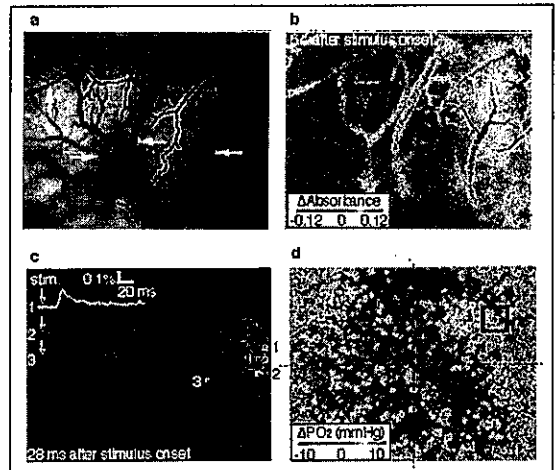 a
b
after stimulus onset
ΔAbsorbance
-0.12 0 0.12
c
d
stim. 0.1%
20 ms
1
2
3
1
2
3
28 ms after stimulus onset
ΔPO2 (mmHg)
-10 0 10